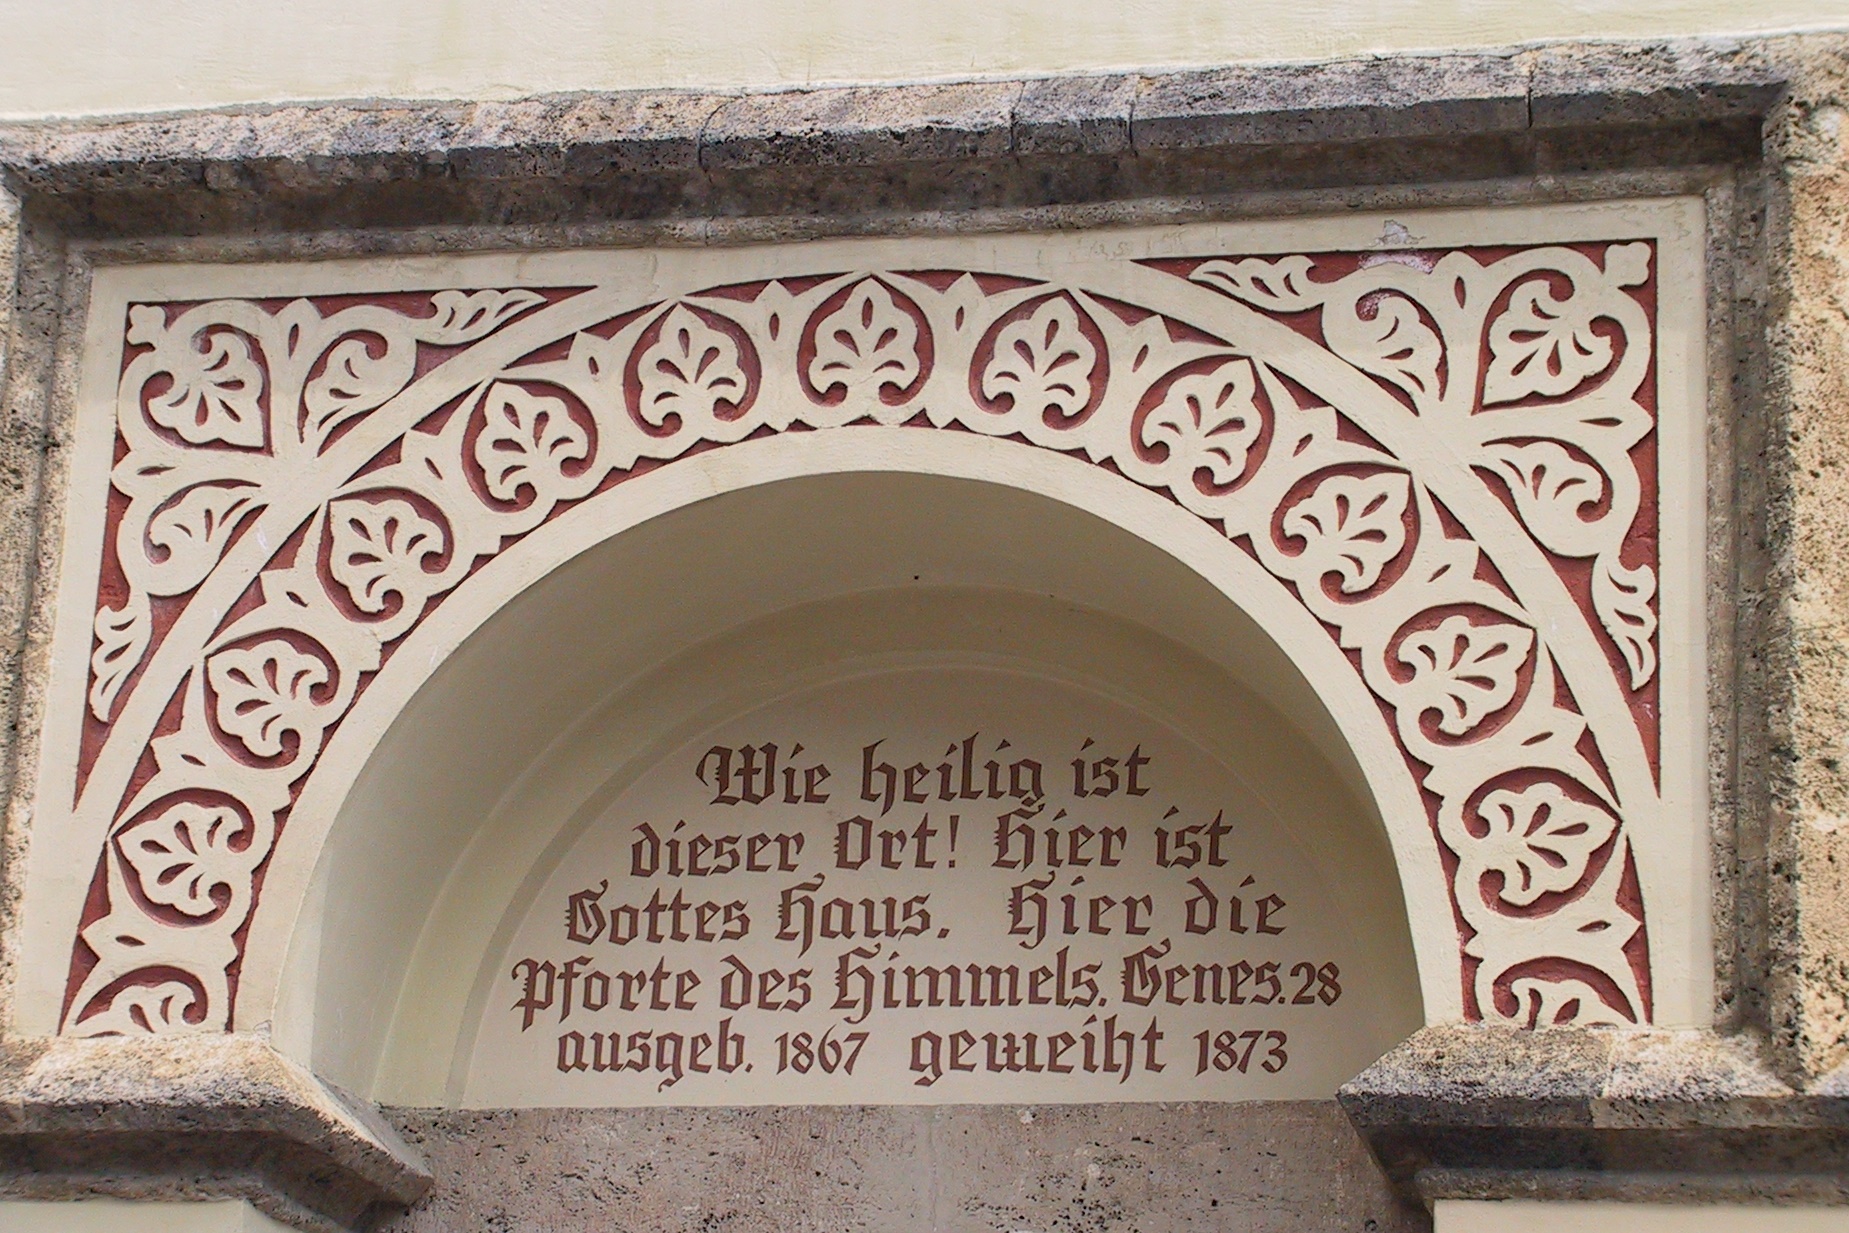 Wie heilig ist
dieser Ort! Hier ist
Gottes Haus. Hier die
Pforte des Himmels. Genes. 28
ausgeb. 1867 geweiht 1873